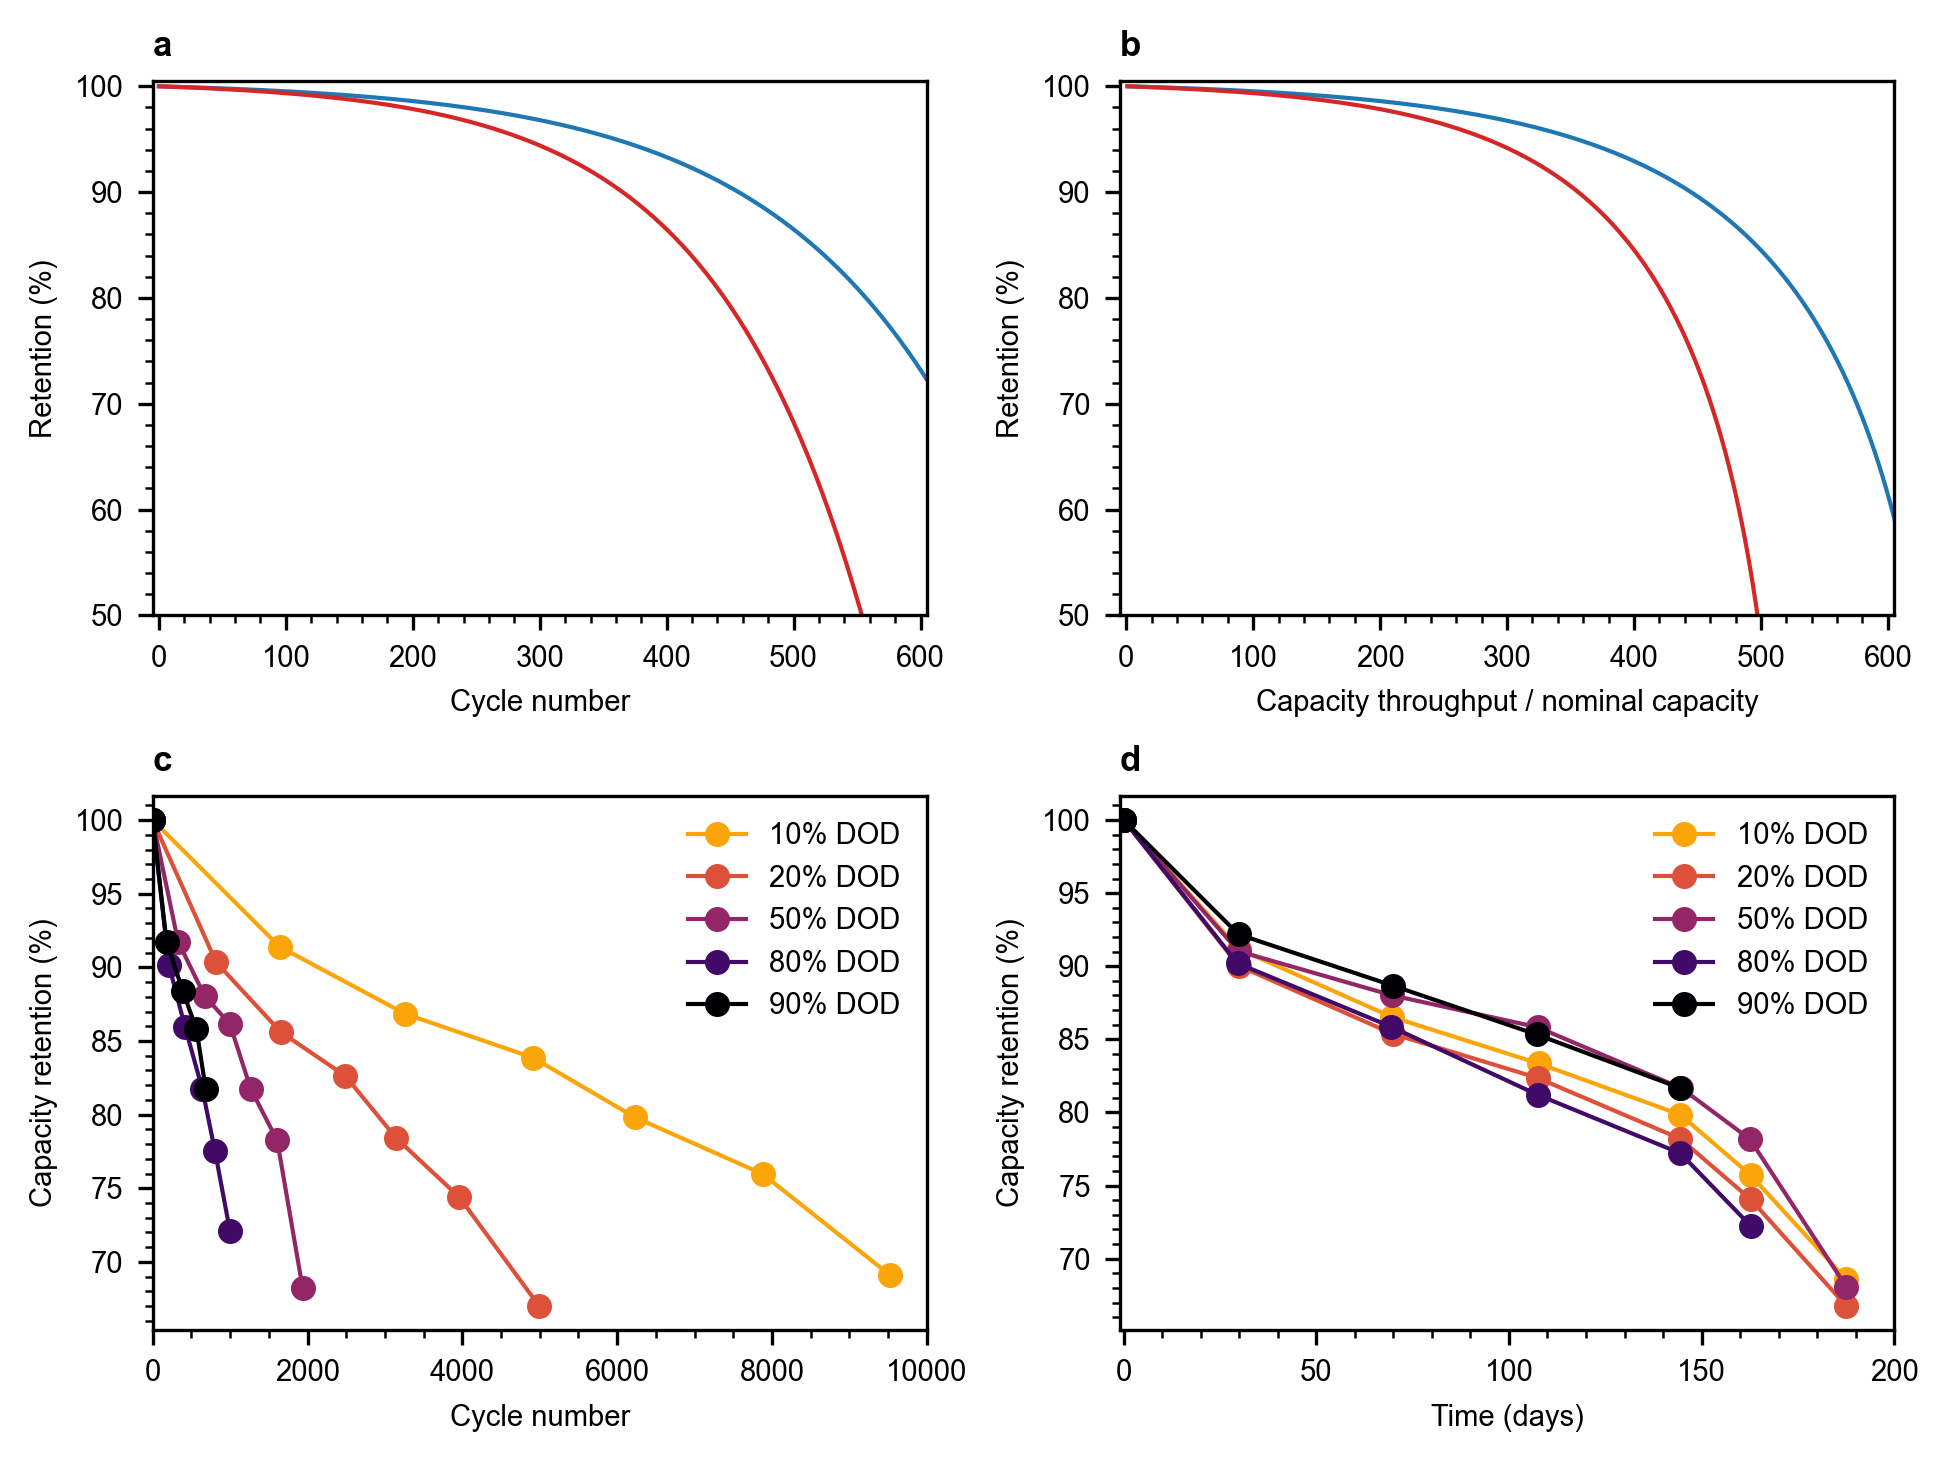 a
100
90
80
70
60
50
Retention (%)
0 100 200 300 400 500 600
Cycle number
b
100
90
80
70
60
50
Retention (%)
0 100 200 300 400 500 600
Capacity throughput / nominal capacity
c
100
95
90
85
80
75
70
Capacity retention (%)
10% DOD
20% DOD
50% DOD
80% DOD
90% DOD
0 2000 4000 6000 8000 10000
Cycle number
d
100
95
90
85
80
75
70
Capacity retention (%)
10% DOD
20% DOD
50% DOD
80% DOD
90% DOD
0 50 100 150 200
Time (days)